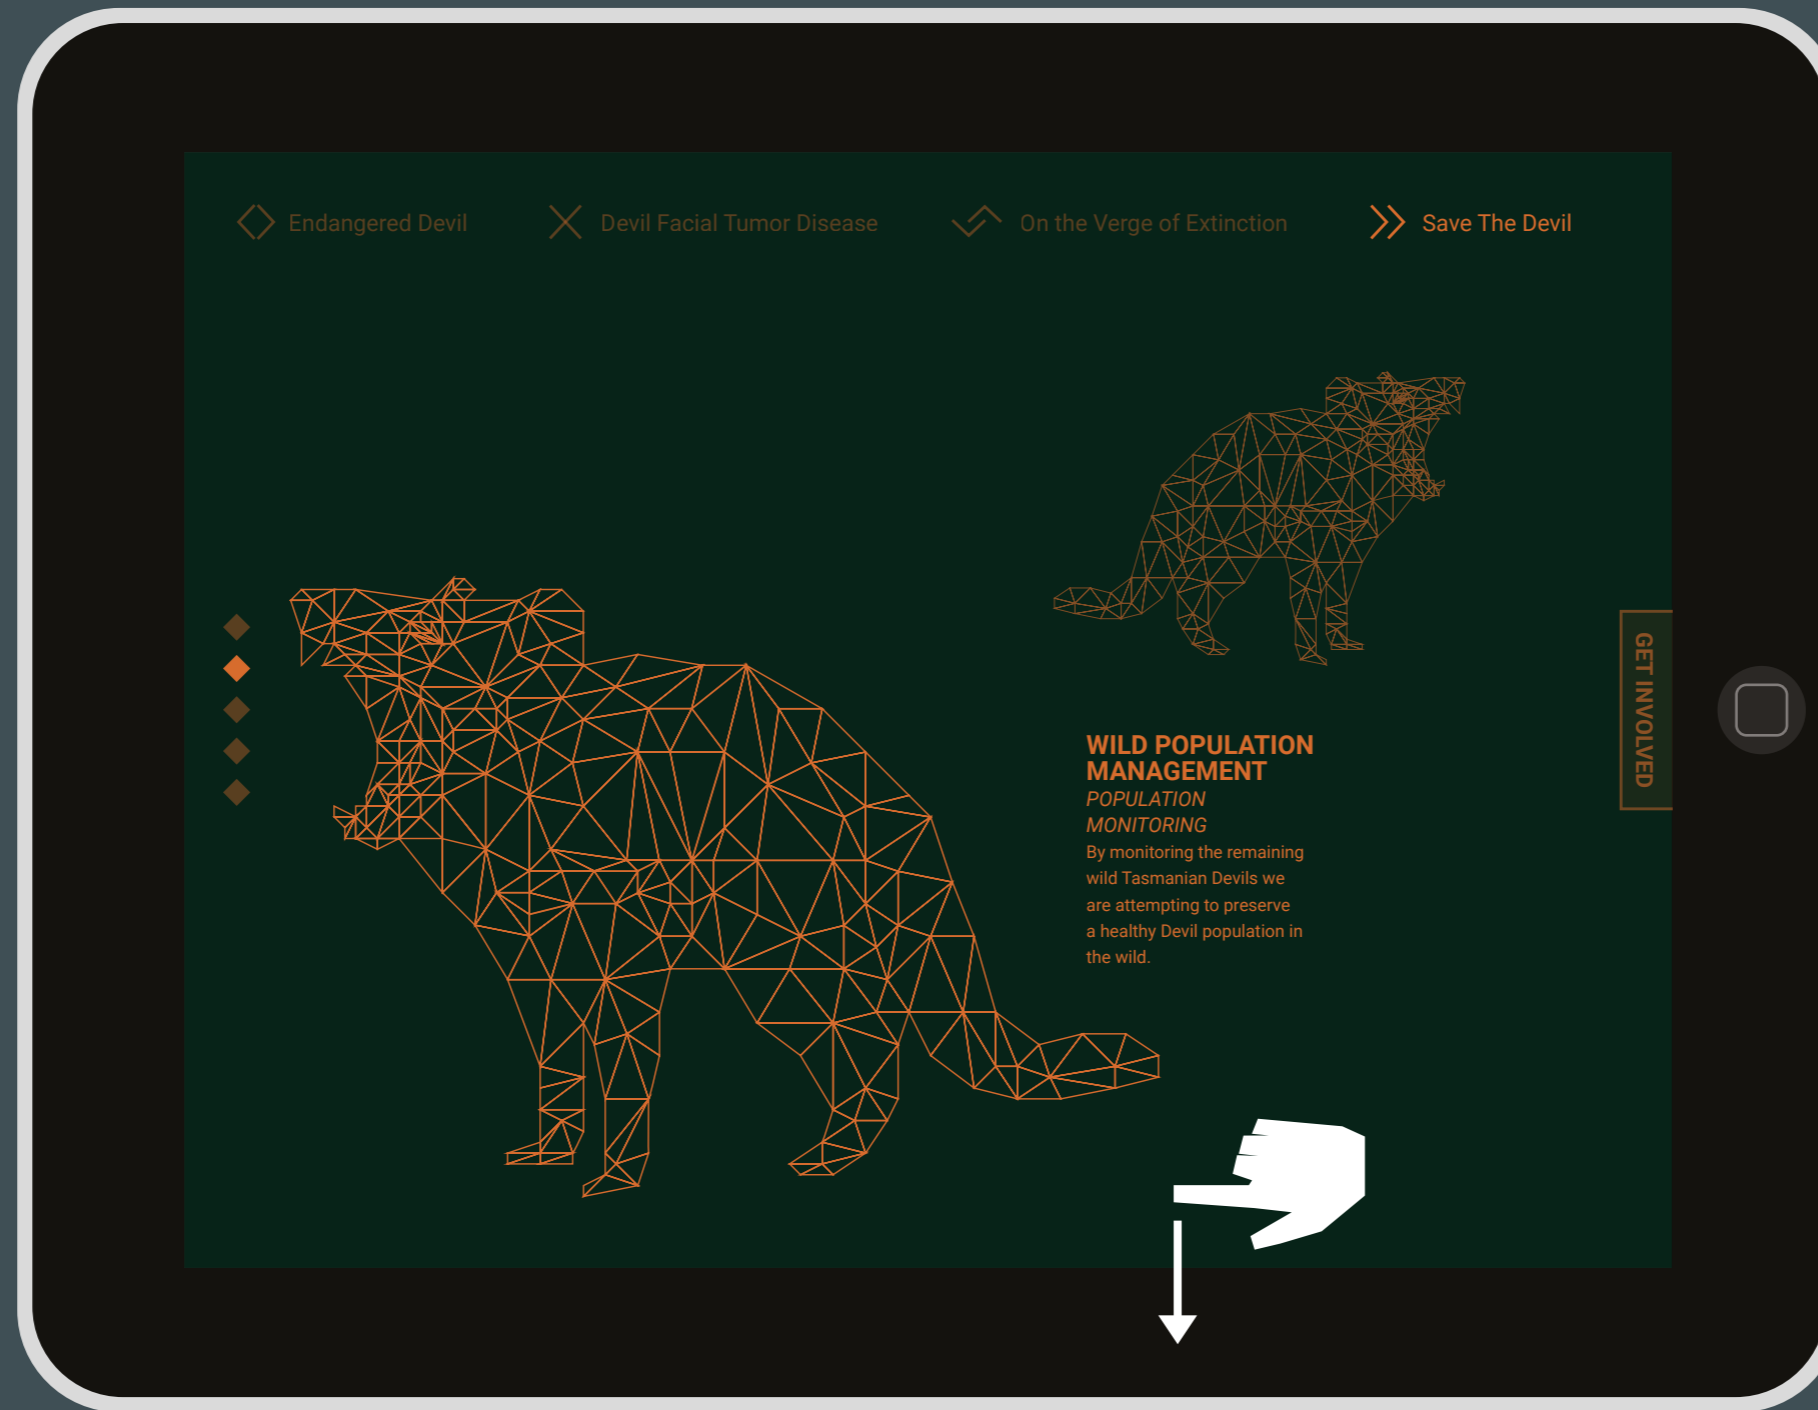 Endangered Devil
Devil Facial Tumor Disease
On the Verge of Extinction
Save The Devil
WILD POPULATION
MANAGEMENT
POPULATION
MONITORING
By monitoring the remaining
wild Tasmanian Devils we
are attempting to preserve
a healthy Devil population in
the wild.
GET INVOLVED